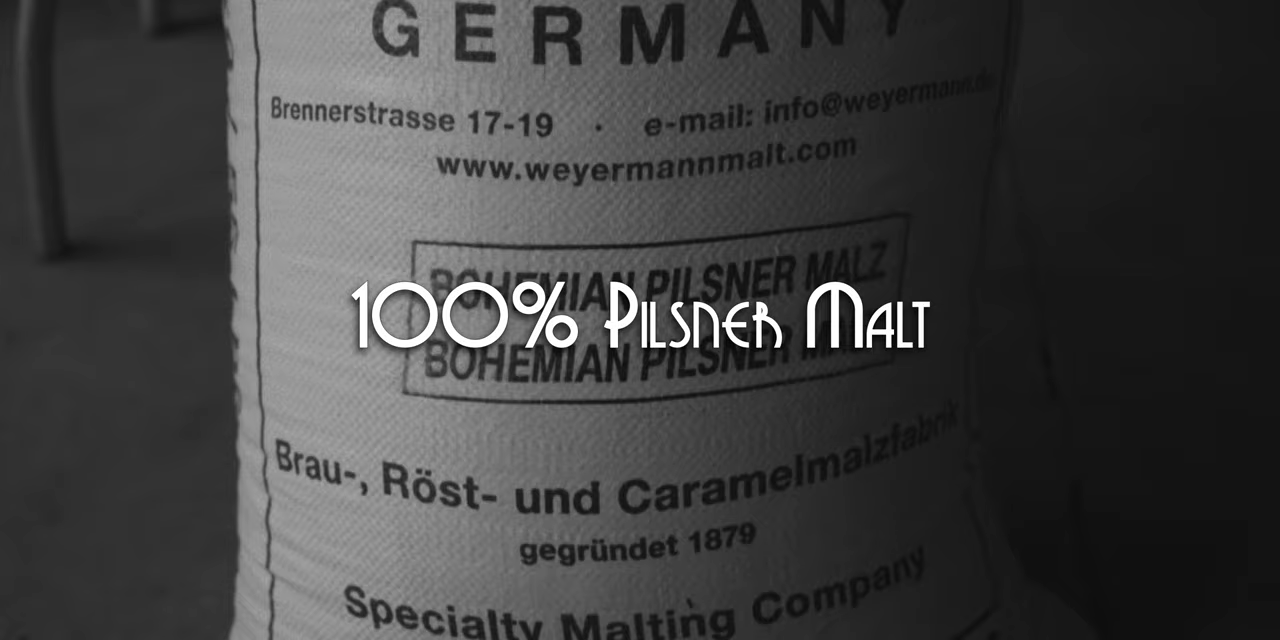 GERMANY
Brennerstrasse 17-19 · e-mail: info@weyermann.de
www.weyermannmalt.com
BOHEMIAN PILSNER MALZ
100% Pilsner Malt
BOHEMIAN PILSNER
Brau-, Röst- und Caramelmalzfabrik
gegründet 1879
Specialty Malting Company